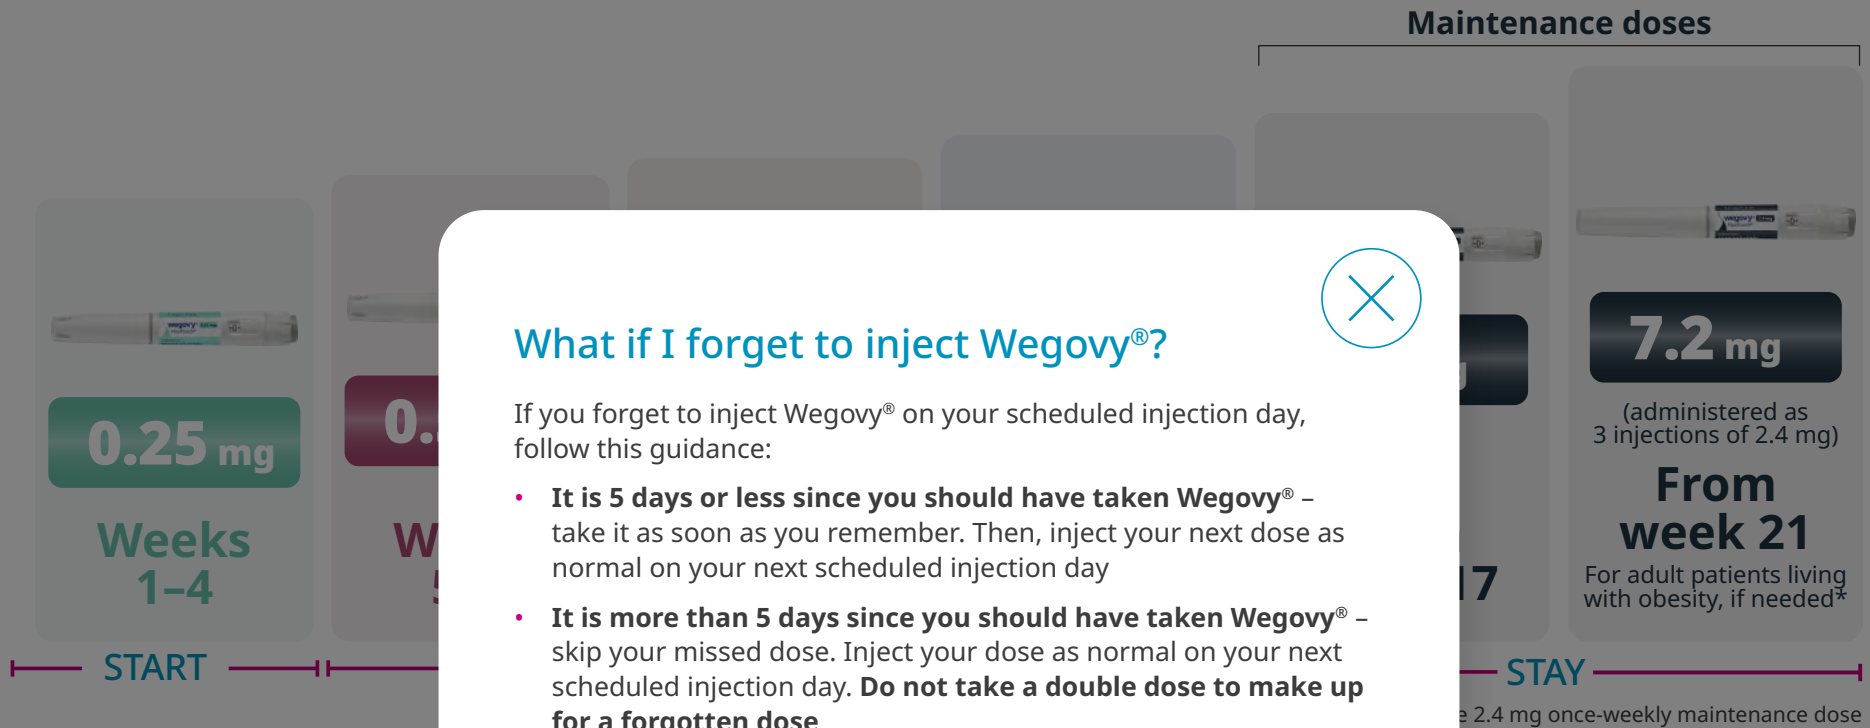 Maintenance doses
wegovy®
wegovy®
0.25 mg
Weeks
1–4
START
0.
W
5
What if I forget to inject Wegovy®?
If you forget to inject Wegovy® on your scheduled injection day,
follow this guidance:
• It is 5 days or less since you should have taken Wegovy® –
take it as soon as you remember. Then, inject your next dose as
normal on your next scheduled injection day
• It is more than 5 days since you should have taken Wegovy® –
skip your missed dose. Inject your dose as normal on your next
scheduled injection day. Do not take a double dose to make up
for a forgotten dose
17
7.2 mg
(administered as
3 injections of 2.4 mg)
From
week 21
For adult patients living
with obesity, if needed*
STAY
e 2.4 mg once-weekly maintenance dose